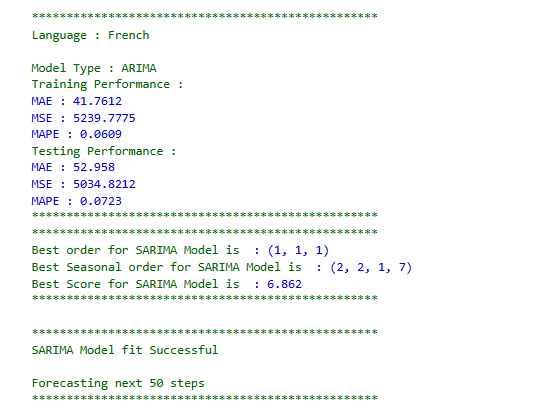 **************************************************
Language : French
Model Type : ARIMA
Training Performance :
MAE : 41.7612
MSE : 5239.7775
MAPE : 0.0609
Testing Performance :
MAE : 52.958
MSE : 5034.8212
MAPE : 0.0723
**************************************************
**************************************************
Best order for SARIMA Model is  : (1, 1, 1)
Best Seasonal order for SARIMA Model is  : (2, 2, 1, 7)
Best Score for SARIMA Model is  : 6.862
**************************************************
**************************************************
SARIMA Model fit Successful
Forecasting next 50 steps
**************************************************